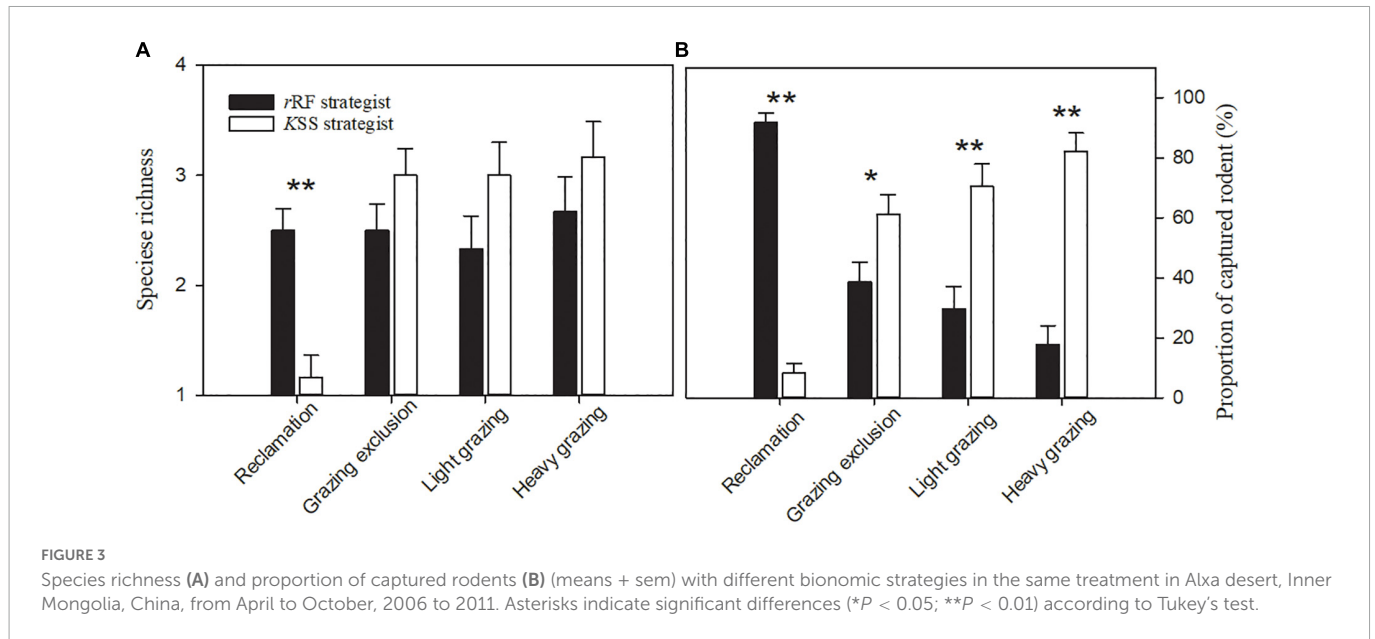 A
B
4
3
2
1
Speciese richness
rRF strategist
KSS strategist
**
Reclamation
Grazing exclusion
Light grazing
Heavy grazing
**
*
**
**
100
80
60
40
20
0
Proportion of captured rodent (%)
Reclamation
Grazing exclusion
Light grazing
Heavy grazing
FIGURE 3
Species richness (A) and proportion of captured rodents (B) (means + sem) with different bionomic strategies in the same treatment in Alxa desert, Inner
Mongolia, China, from April to October, 2006 to 2011. Asterisks indicate significant differences (*P < 0.05; **P < 0.01) according to Tukey's test.